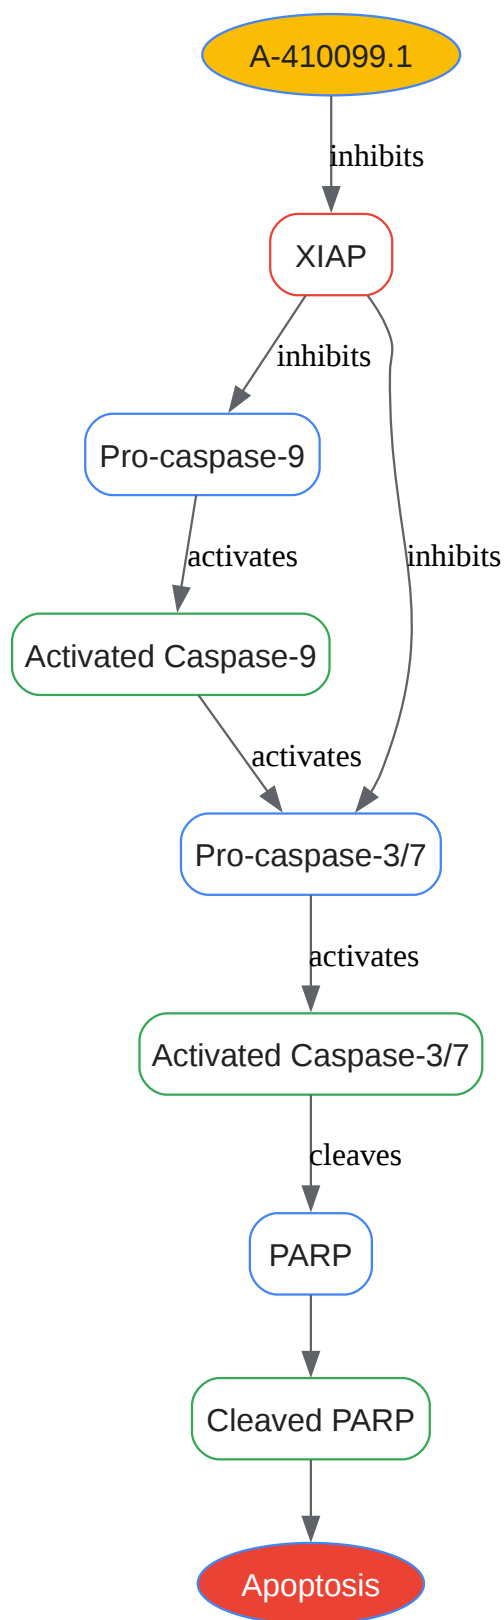 A-410099.1
inhibits
XIAP
inhibits
Pro-caspase-9
activates
inhibits
Activated Caspase-9
activates
Pro-caspase-3/7
activates
Activated Caspase-3/7
cleaves
PARP
Cleaved PARP
Apoptosis